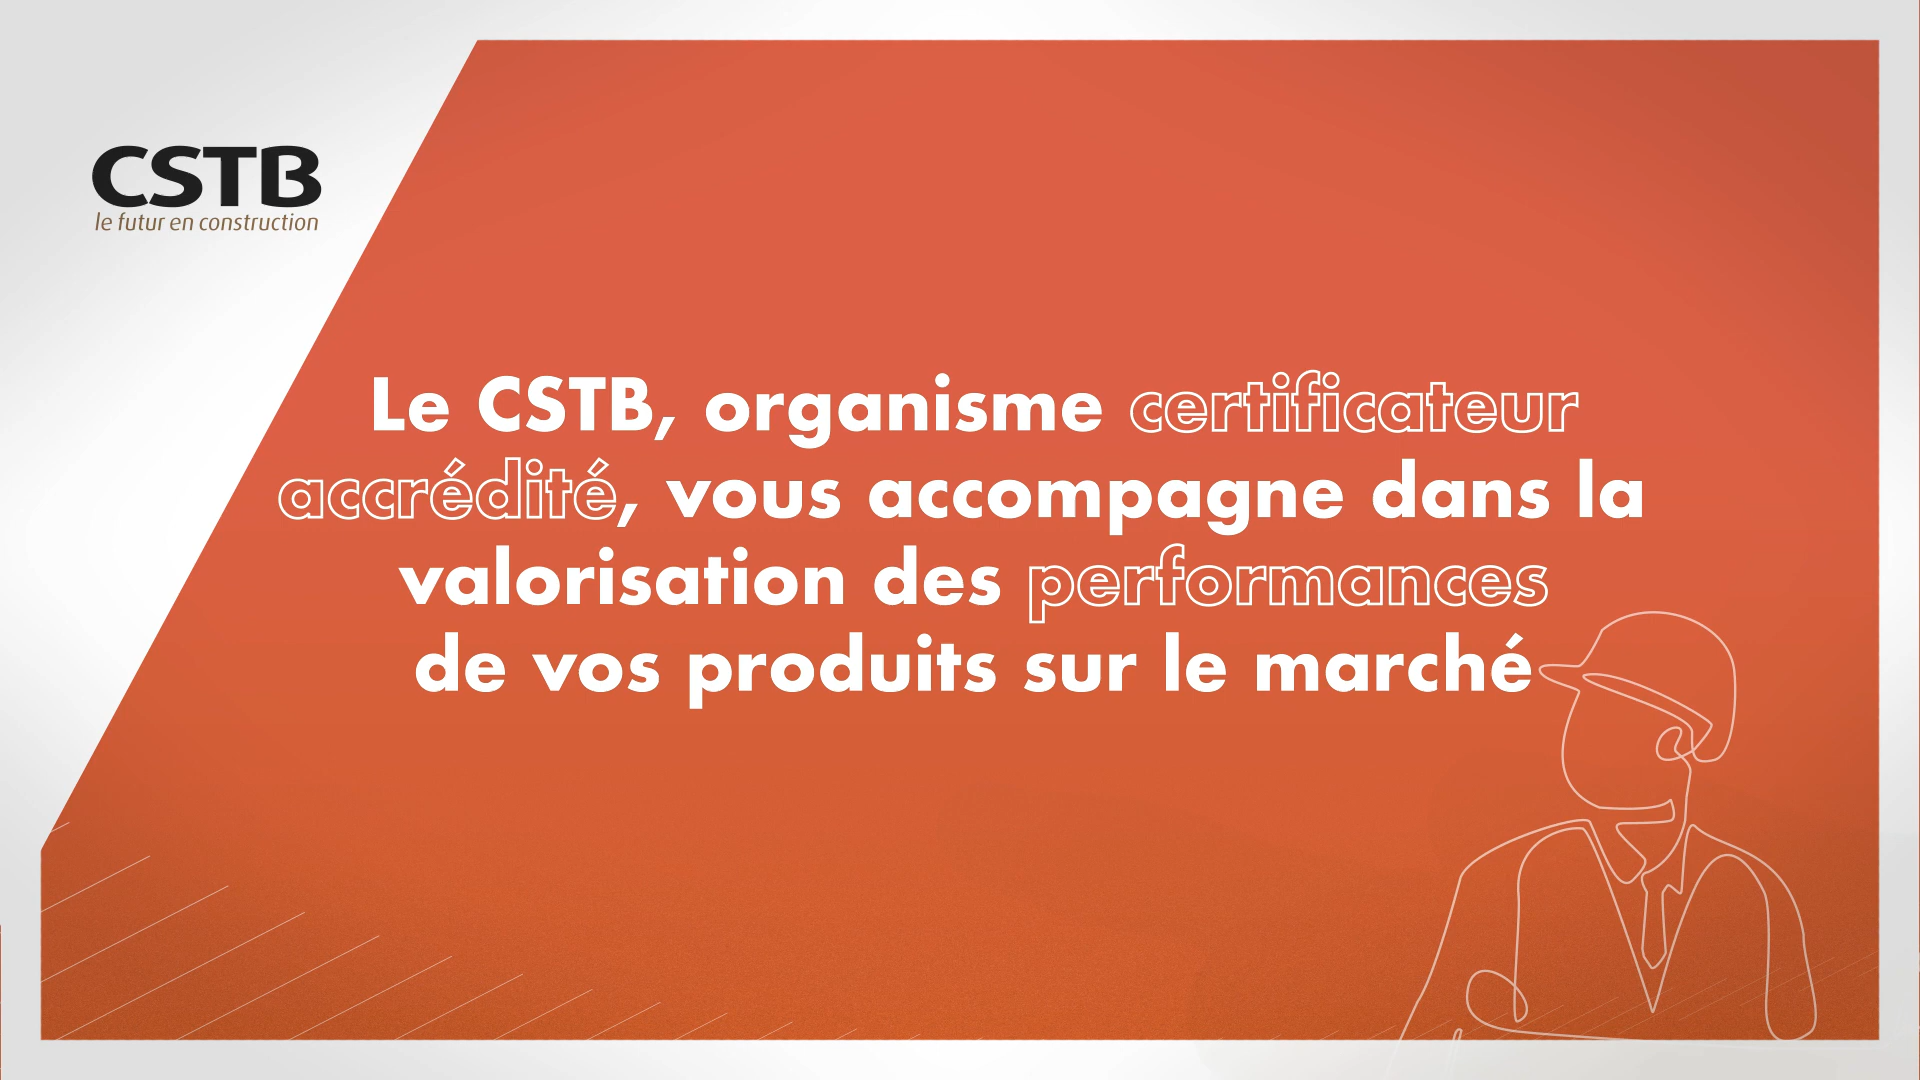 CSTB
le futur en construction
Le CSTB, organisme certificateur
accrédité, vous accompagne dans la
valorisation des performances
de vos produits sur le marché